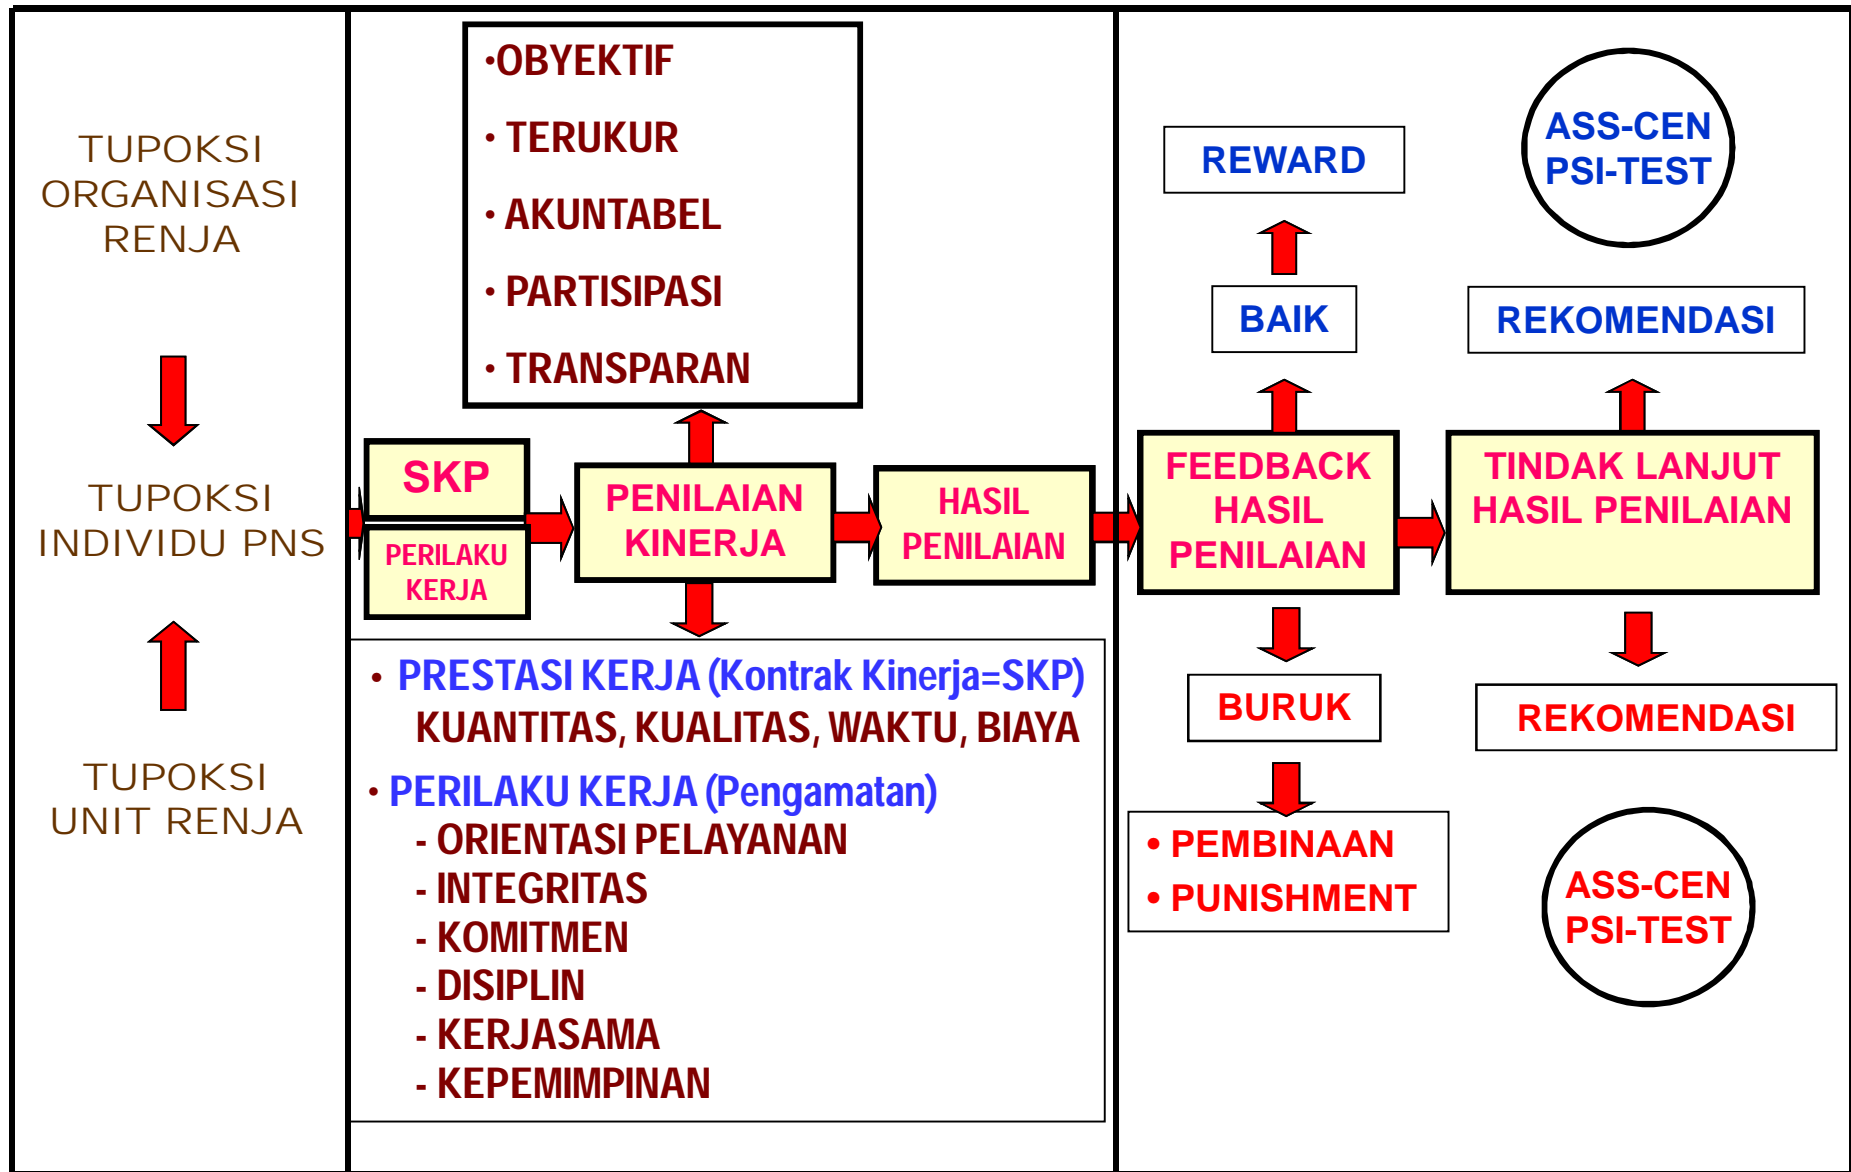 TUPOKSI
ORGANISASI
RENJA
TUPOKSI
INDIVIDU PNS
TUPOKSI
UNIT RENJA
•OBYEKTIF
• TERUKUR
• AKUNTABEL
• PARTISIPASI
• TRANSPARAN
SKP
PERILAKU
KERJA
PENILAIAN
KINERJA
HASIL
PENILAIAN
• PRESTASI KERJA (Kontrak Kinerja=SKP)
KUANTITAS, KUALITAS, WAKTU, BIAYA
• PERILAKU KERJA (Pengamatan)
- ORIENTASI PELAYANAN
- INTEGRITAS
- KOMITMEN
- DISIPLIN
- KERJASAMA
- KEPEMIMPINAN
REWARD
BAIK
FEEDBACK
HASIL
PENILAIAN
BURUK
• PEMBINAAN
• PUNISHMENT
ASS-CEN
PSI-TEST
REKOMENDASI
TINDAK LANJUT
HASIL PENILAIAN
REKOMENDASI
ASS-CEN
PSI-TEST